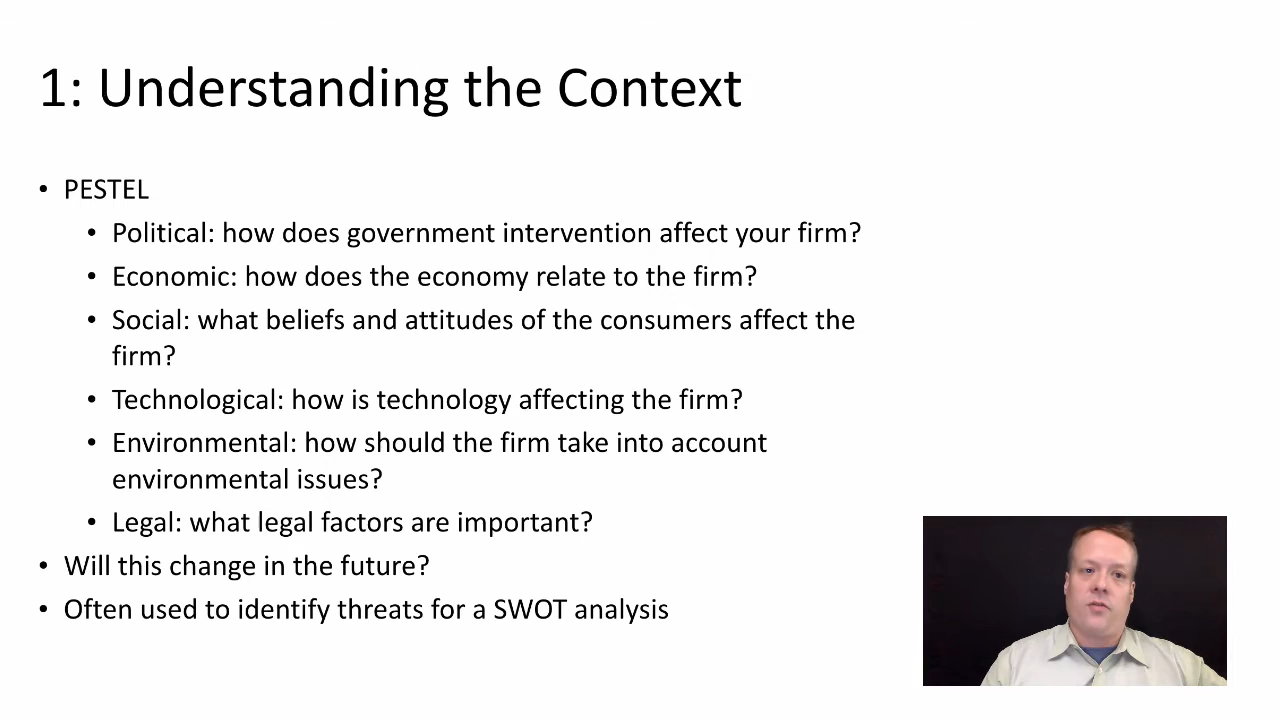 1: Understanding the Context
• PESTEL
• Political: how does government intervention affect your firm?
• Economic: how does the economy relate to the firm?
• Social: what beliefs and attitudes of the consumers affect the
firm?
• Technological: how is technology affecting the firm?
• Environmental: how should the firm take into account
environmental issues?
• Legal: what legal factors are important?
• Will this change in the future?
• Often used to identify threats for a SWOT analysis